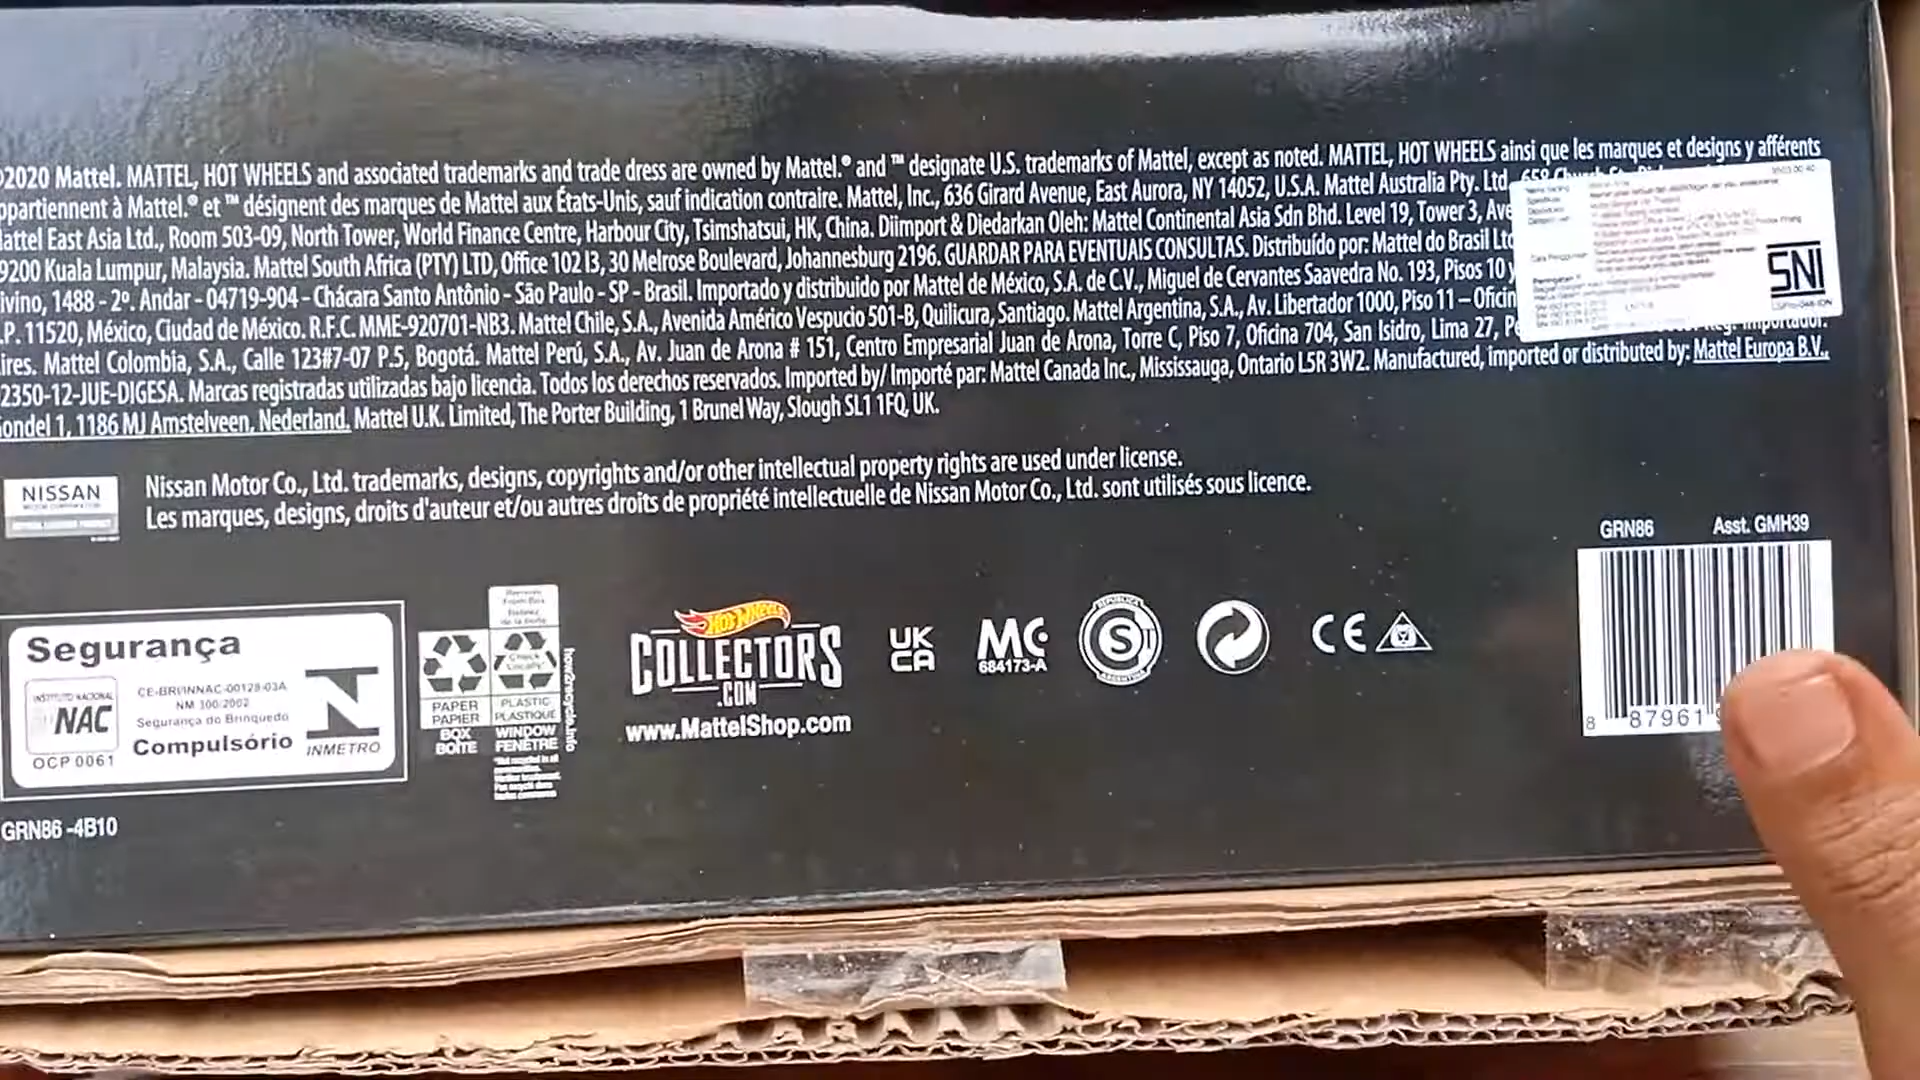 ©2020 Mattel. MATTEL, HOT WHEELS and associated trademarks and trade dress are owned by Mattel.® and ™ designate U.S. trademarks of Mattel, except as noted. MATTEL, HOT WHEELS ainsi que les marques et designs y afférents
ppartiennent à Mattel.® et ™ désignent des marques de Mattel aux États-Unis, sauf indication contraire. Mattel, Inc., 636 Girard Avenue, East Aurora, NY 14052, U.S.A. Mattel Australia Pty. Ltd., 658 Church St.
attel East Asia Ltd., Room 503-09, North Tower, World Finance Centre, Harbour City, Tsimshatsui, HK, China. Diimport & Diedarkan Oleh: Mattel Continental Asia Sdn Bhd. Level 19, Tower 3, Ave
9200 Kuala Lumpur, Malaysia. Mattel South Africa (PTY) LTD, Office 102 I3, 30 Melrose Boulevard, Johannesburg 2196. GUARDAR PARA EVENTUAIS CONSULTAS. Distribuído por: Mattel do Brasil Ltd
ivino, 1488 - 2º. Andar - 04719-904 - Chácara Santo Antônio - São Paulo - SP - Brasil. Importado y distribuido por Mattel de México, S.A. de C.V., Miguel de Cervantes Saavedra No. 193, Pisos 10 y
.P. 11520, México, Ciudad de México. R.F.C. MME-920701-NB3. Mattel Chile, S.A., Avenida Américo Vespucio 501-B, Quilicura, Santiago. Mattel Argentina, S.A., Av. Libertador 1000, Piso 11 – Oficin
ires. Mattel Colombia, S.A., Calle 123#7-07 P.5, Bogotá. Mattel Perú, S.A., Av. Juan de Arona # 151, Centro Empresarial Juan de Arona, Torre C, Piso 7, Oficina 704, San Isidro, Lima 27, Pe Reg. Importador:
2350-12-JUE-DIGESA. Marcas registradas utilizadas bajo licencia. Todos los derechos reservados. Imported by/ Importé par: Mattel Canada Inc., Mississauga, Ontario L5R 3W2. Manufactured, imported or distributed by: Mattel Europa B.V.,
ondel 1, 1186 MJ Amstelveen, Nederland. Mattel U.K. Limited, The Porter Building, 1 Brunel Way, Slough SL1 1FQ, UK.
SNI
NISSAN
Nissan Motor Co., Ltd. trademarks, designs, copyrights and/or other intellectual property rights are used under license.
Les marques, designs, droits d'auteur et/ou autres droits de propriété intellectuelle de Nissan Motor Co., Ltd. sont utilisés sous licence.
GRN86 Asst. GMH39
8 87961
Segurança
INSTITUTO NACIONAL
NAC
OCP 0061
CE-BRI/INNAC-00128-03A
NM 300/2002
Segurança do Brinquedo
Compulsório
INMETRO
Check Locally
PAPER
PAPIER
BOX
BOÎTE
PLASTIC
PLASTIQUE
WINDOW
FENÊTRE
how2recycle.info
HOT WHEELS
COLLECTORS
.COM
www.MattelShop.com
UK
CA
MC
684173-A
REPUBLICA
S
ARGENTINA
CE
GRN86 -4B10